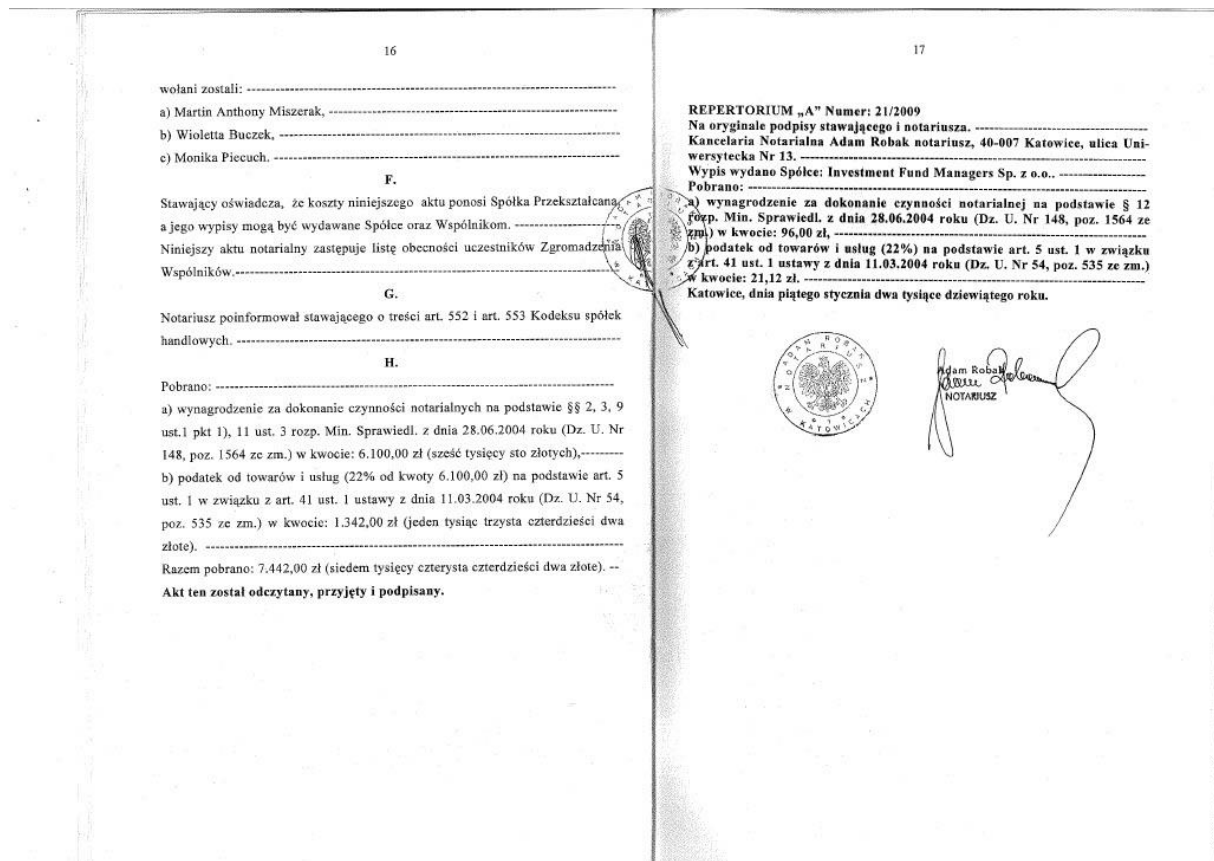 16
wołani zostali: ------------------------------------------------------------
a) Martin Anthony Miszerak, ------------------------------------------------
b) Wioletta Buczek, --------------------------------------------------------
c) Monika Piecuch. ---------------------------------------------------------
F.
Stawający oświadcza, że koszty niniejszego aktu ponosi Spółka Przekształcana,
a jego wypisy mogą być wydawane Spółce oraz Wspólnikom. ----------------
Niniejszy aktu notarialny zastępuje listę obecności uczestników Zgromadzenia
Wspólników.----------------------------------------------------------------
G.
Notariusz poinformował stawającego o treści art. 552 i art. 553 Kodeksu spółek
handlowych. ---------------------------------------------------------------
H.
Pobrano: ------------------------------------------------------------------
a) wynagrodzenie za dokonanie czynności notarialnych na podstawie §§ 2, 3, 9
ust.1 pkt 1), 11 ust. 3 rozp. Min. Sprawiedl. z dnia 28.06.2004 roku (Dz. U. Nr
148, poz. 1564 ze zm.) w kwocie: 6.100,00 zł (sześć tysięcy sto złotych),---------
b) podatek od towarów i usług (22% od kwoty 6.100,00 zł) na podstawie art. 5
ust. 1 w związku z art. 41 ust. 1 ustawy z dnia 11.03.2004 roku (Dz. U. Nr 54,
poz. 535 ze zm.) w kwocie: 1.342,00 zł (jeden tysiąc trzysta czterdzieści dwa
złote). --------------------------------------------------------------------
Razem pobrano: 7.442,00 zł (siedem tysięcy czterysta czterdzieści dwa złote). --
Akt ten został odczytany, przyjęty i podpisany.
17
REPERTORIUM „A” Numer: 21/2009
Na oryginale podpisy stawającego i notariusza. ------------------------------
Kancelaria Notarialna Adam Robak notariusz, 40-007 Katowice, ulica Uni-
wersytecka Nr 13. ----------------------------------------------------------
Wypis wydano Spółce: Investment Fund Managers Sp. z o.o.. ----------------
Pobrano: ------------------------------------------------------------------
a) wynagrodzenie za dokonanie czynności notarialnej na podstawie § 12
rozp. Min. Sprawiedl. z dnia 28.06.2004 roku (Dz. U. Nr 148, poz. 1564 ze
zm.) w kwocie: 96,00 zł, ---------------------------------------------------
b) podatek od towarów i usług (22%) na podstawie art. 5 ust. 1 w związku
z art. 41 ust. 1 ustawy z dnia 11.03.2004 roku (Dz. U. Nr 54, poz. 535 ze zm.)
w kwocie: 21,12 zł. --------------------------------------------------------
Katowice, dnia piątego stycznia dwa tysiące dziewiątego roku.
ADAM ROBAK
NOTARIUSZ
W KATOWICACH
Adam Robak
NOTARIUSZ